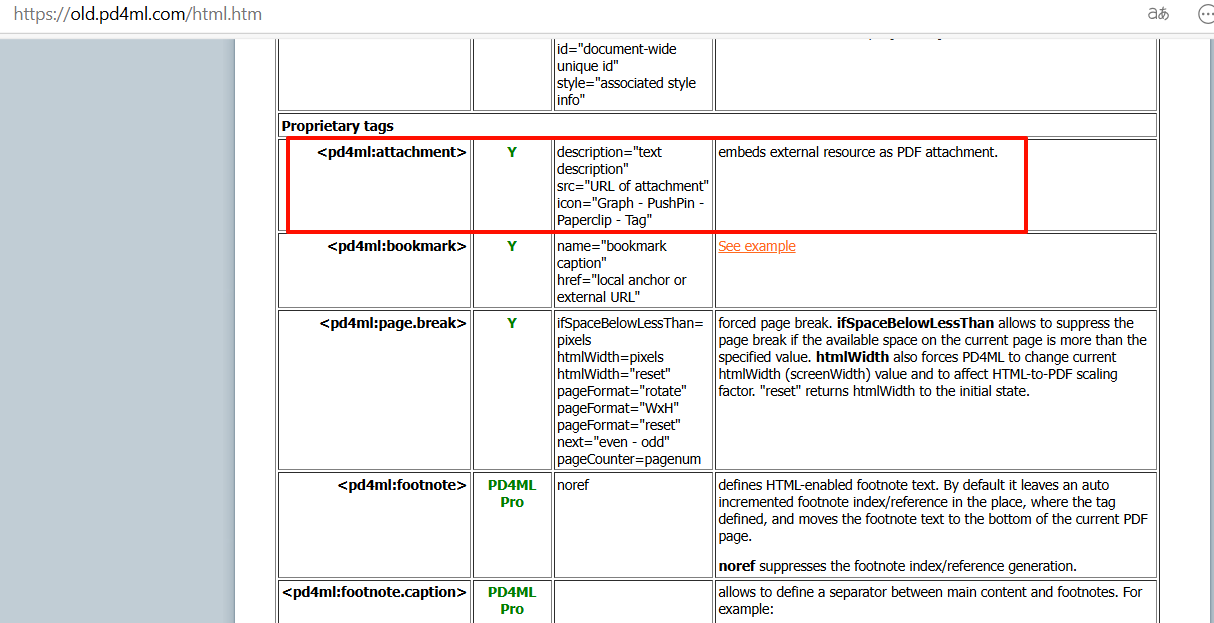 https://old.pd4ml.com/html.htm
id="document-wide
unique id"
style="associated style
info"
Proprietary tags
<pd4ml:attachment>
Y
description="text
description"
src="URL of attachment"
icon="Graph - PushPin -
Paperclip - Tag"
embeds external resource as PDF attachment.
<pd4ml:bookmark>
Y
name="bookmark
caption"
href="local anchor or
external URL"
See example
<pd4ml:page.break>
Y
ifSpaceBelowLessThan=
pixels
htmlWidth=pixels
htmlWidth="reset"
pageFormat="rotate"
pageFormat="WxH"
pageFormat="reset"
next="even - odd"
pageCounter=pagenum
forced page break. ifSpaceBelowLessThan allows to suppress the
page break if the available space on the current page is more than the
specified value. htmlWidth also forces PD4ML to change current
htmlWidth (screenWidth) value and to affect HTML-to-PDF scaling
factor. "reset" returns htmlWidth to the initial state.
<pd4ml:footnote>
PD4ML
Pro
noref
defines HTML-enabled footnote text. By default it leaves an auto
incremented footnote index/reference in the place, where the tag
defined, and moves the footnote text to the bottom of the current PDF
page.
noref suppresses the footnote index/reference generation.
<pd4ml:footnote.caption>
PD4ML
Pro
allows to define a separator between main content and footnotes. For
example: